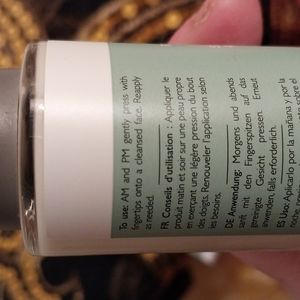 To use: AM and PM gently press with
fingertips onto a cleansed face. Reapply
as needed.
FR Conseils d'utilisation : Appliquer le
produit matin et soir sur une peau propre
en exerçant une légère pression du bout
des doigts. Renouveler l'application selon
les besoins.
DE Anwendung: Morgens und abends
sanft mit den Fingerspitzen auf das
gereinigte Gesicht pressen. Erneut
anwenden, falls erforderlich.
ES Uso: Aplicarlo por la mañana y por la